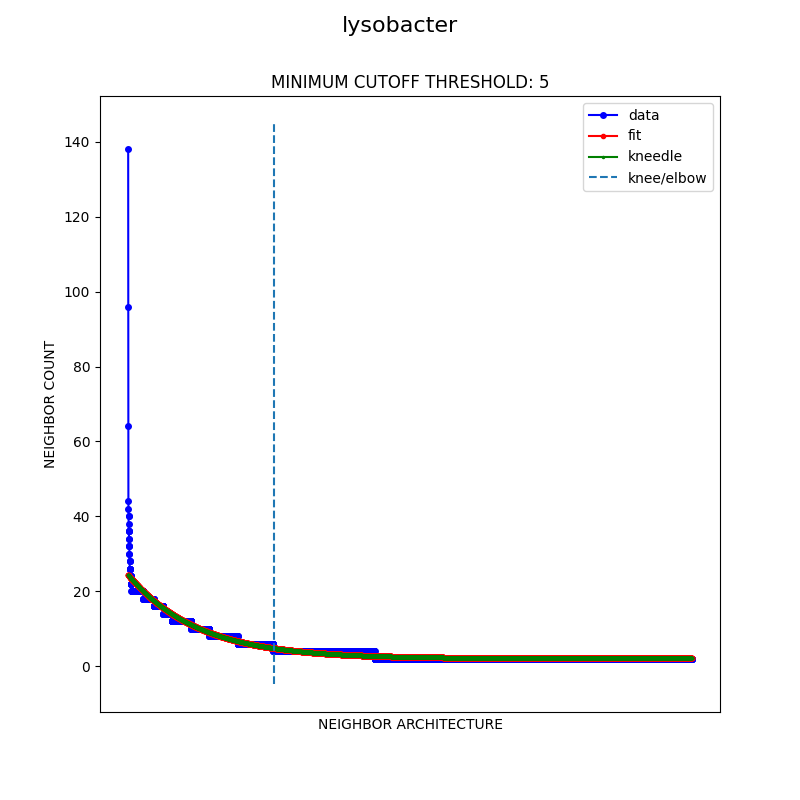 lysobacter
MINIMUM CUTOFF THRESHOLD: 5
data
fit
kneedle
knee/elbow
140
120
100
80
60
40
20
0
NEIGHBOR COUNT
NEIGHBOR ARCHITECTURE